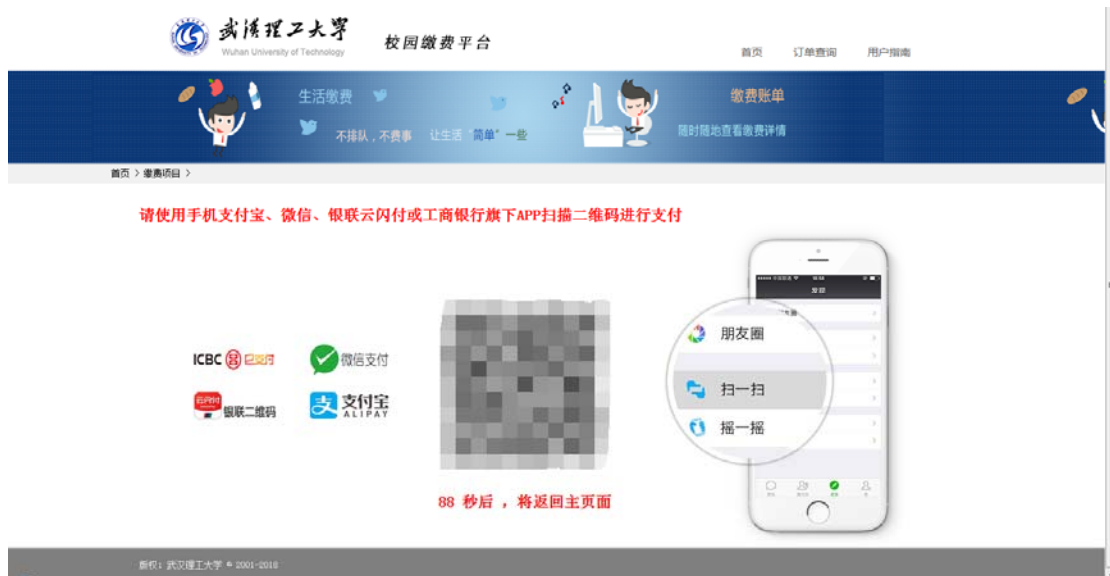 武汉理工大学
Wuhan University of Technology
校园缴费平台
首页 订单查询 用户指南
生活缴费
不排队，不费事 让生活“简单”一些
缴费账单
随时随地查看缴费详情
首页 > 缴费项目 >
请使用手机支付宝、微信、银联云闪付或工商银行旗下APP扫描二维码进行支付
发现
朋友圈
ICBC 微信支付
扫一扫
云闪付 银联二维码 支付宝
ALIPAY
摇一摇
88 秒后 ，将返回主页面
版权：武汉理工大学 © 2001-2018